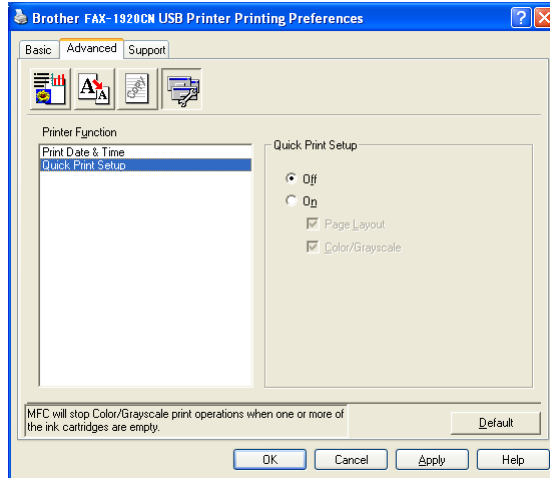 Brother FAX-1920CN USB Printer Printing Preferences
Basic
Advanced
Support
Copy
Printer Function
Print Date & Time
Quick Print Setup
Quick Print Setup
Off
On
Page Layout
Color/Grayscale
MFC will stop Color/Grayscale print operations when one or more of
the ink cartridges are empty.
Default
OK
Cancel
Apply
Help